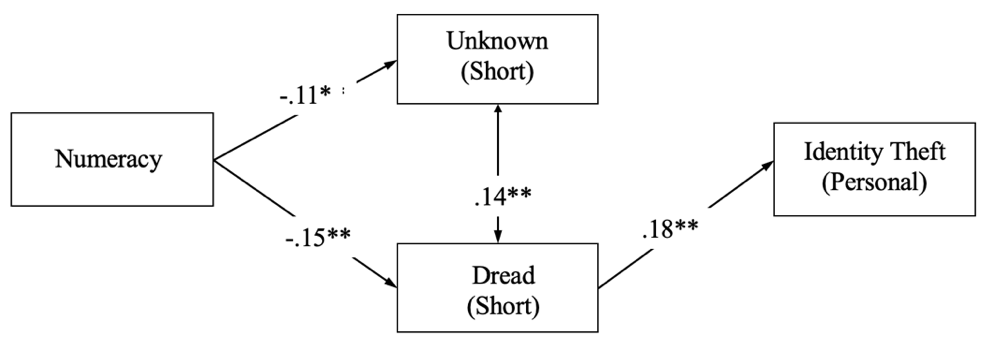 Unknown
(Short)
-.11*
Numeracy
Identity Theft
(Personal)
.14**
-.15**
.18**
Dread
(Short)